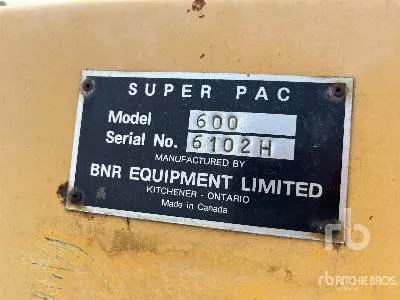 SUPER PAC
Model 600
Serial No. 6102H
MANUFACTURED BY
BNR EQUIPMENT LIMITED
KITCHENER - ONTARIO
Made in Canada
rb
rb RITCHIE BROS.